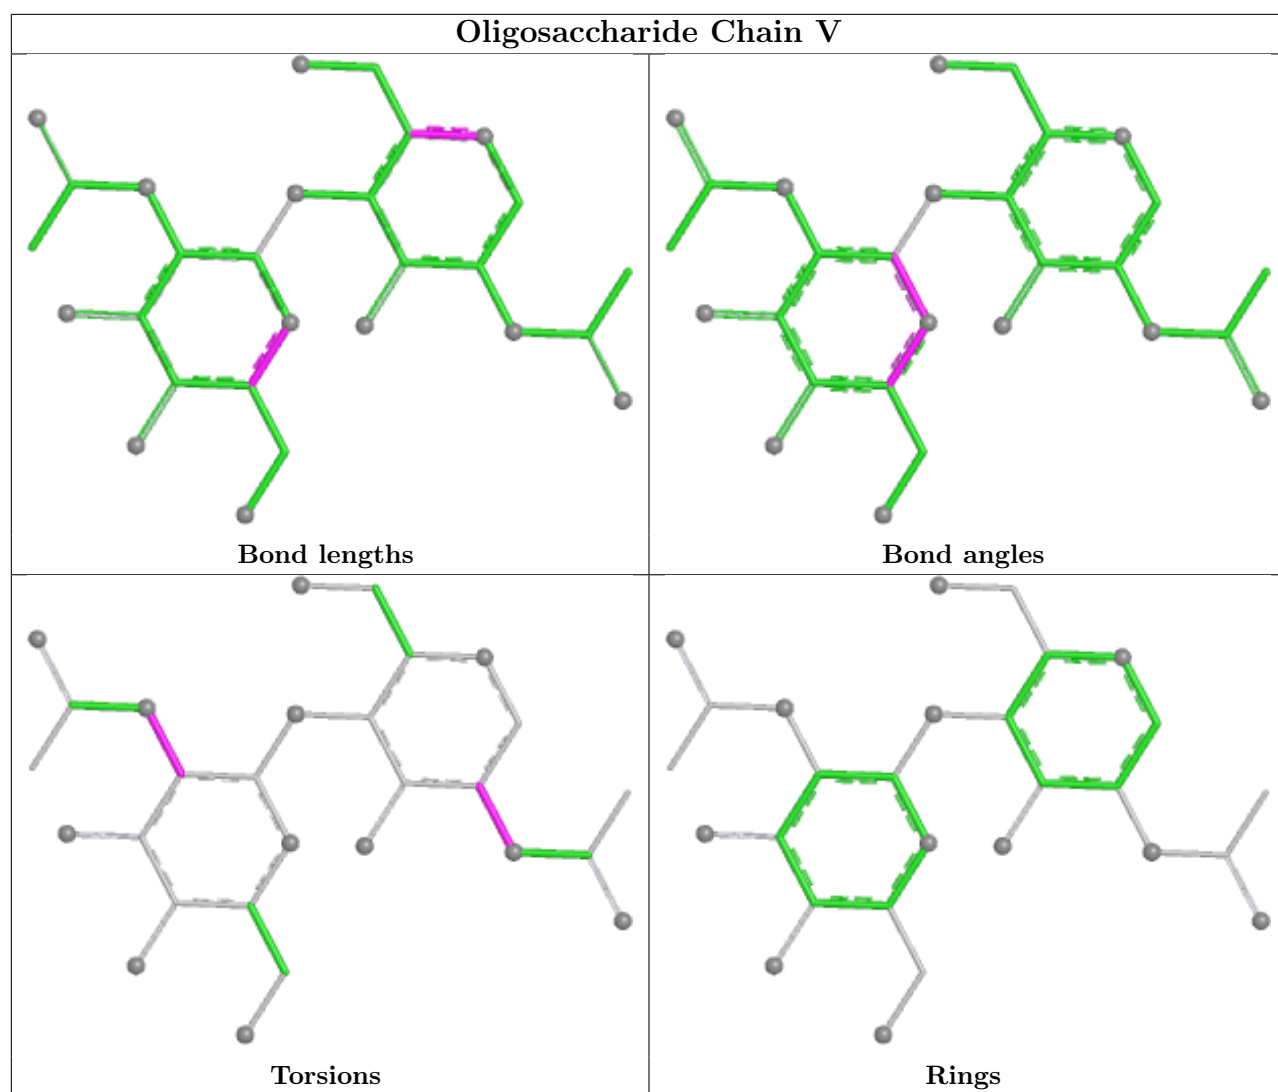 Oligosaccharide Chain V
Bond lengths
Bond angles
Torsions
Rings